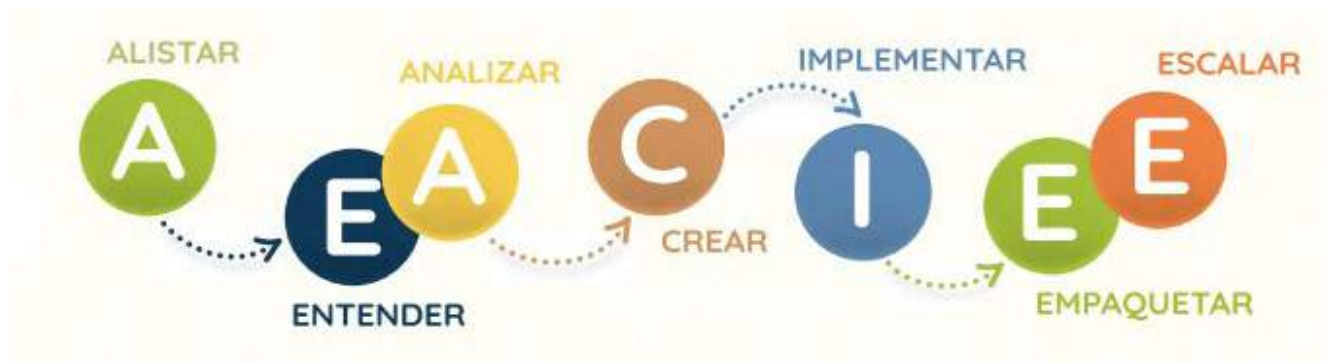 ALISTAR
A
E
ENTENDER
ANALIZAR
A
C
CREAR
IMPLEMENTAR
I
E
EMPAQUETAR
ESCALAR
E